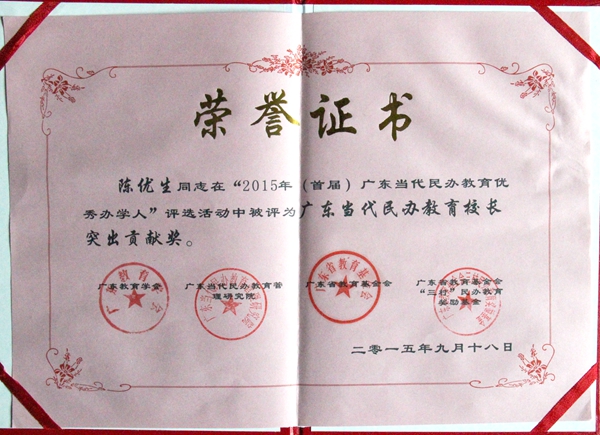 荣誉证书
陈优生同志在“2015年（首届）广东当代民办教育优
秀办学人”评选活动中被评为广东当代民办教育校长
突出贡献奖。
广东教育学会
广东当代民办教育管
理研究院
广东省教育基金会
广东省教育基金会
“三行”民办教育
奖励基金
二零一五年九月十八日